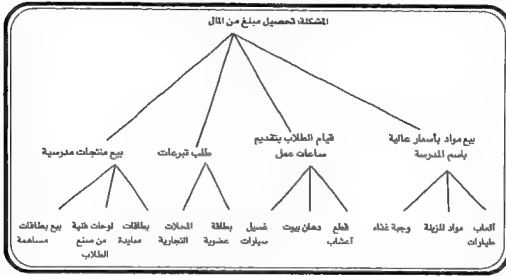 المشكلة: تحصيل مبلغ من المال
بيع مواد بأسعار عالية
باسم المدرسة
قيام الطلاب بتقديم
ساعات عمل
طلب تبرعات
بيع منتجات مدرسية
ألعاب
طيارات
مواد للزينة
وجبة غذاء
قطع
أعشاب
دهان بيوت
غسيل
سيارات
بطاقة
عضوية
المحلات
التجارية
بطاقات
معايدة
لوحات فنية
من صنع
الطلاب
بيع بطاقات
مساهمة